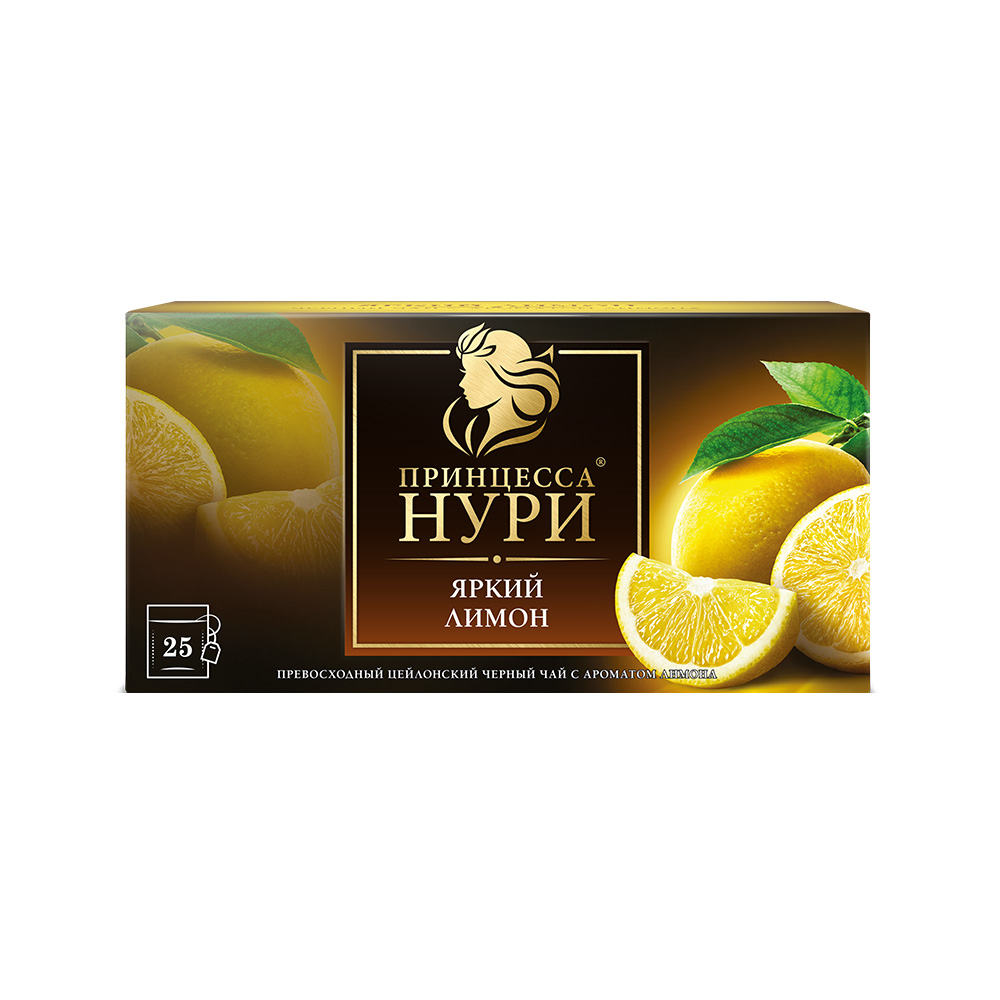 ПРИНЦЕССА®
НУРИ
ЯРКИЙ
ЛИМОН
25
ПРЕВОСХОДНЫЙ ЦЕЙЛОНСКИЙ ЧЕРНЫЙ ЧАЙ С АРОМАТОМ ЛИМОНА